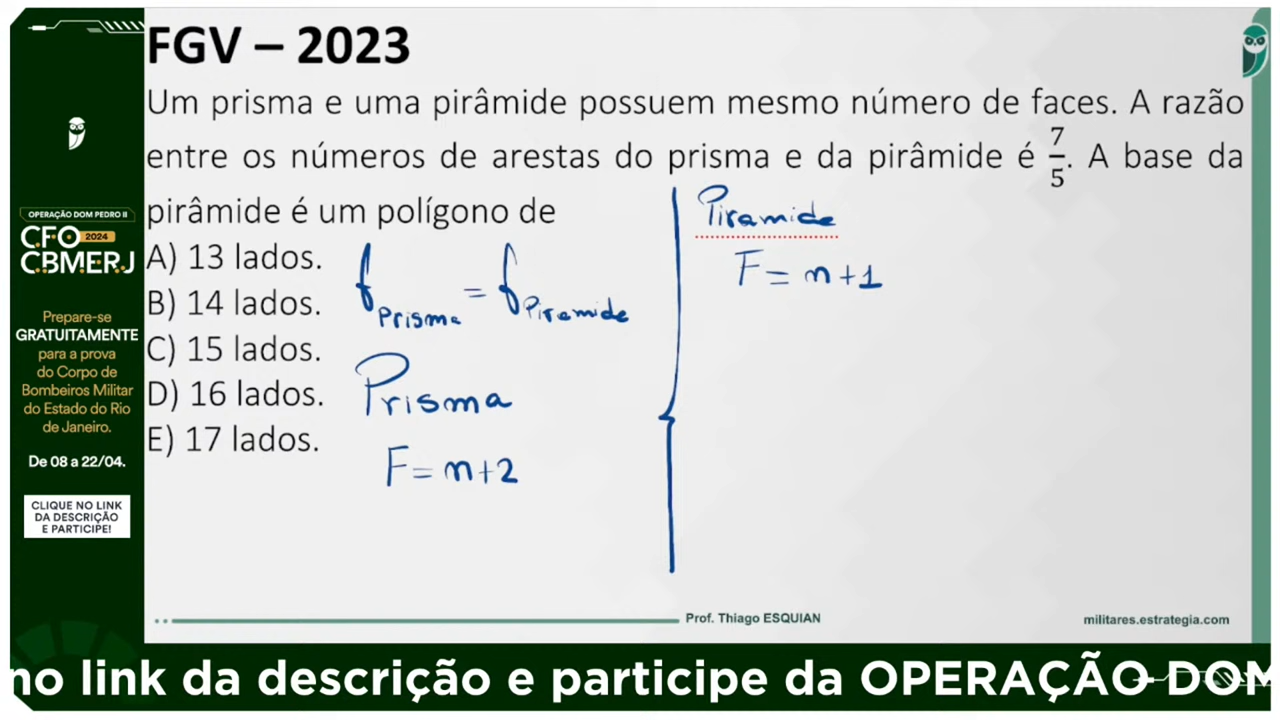 FGV – 2023
Um prisma e uma pirâmide possuem mesmo número de faces. A razão
entre os números de arestas do prisma e da pirâmide é 7/5. A base da
pirâmide é um polígono de
A) 13 lados.
B) 14 lados.
C) 15 lados.
D) 16 lados.
E) 17 lados.
f Prisma = f Piramide
Prisma
F = n+2
Piramide
F = n+1
OPERAÇÃO DOM PEDRO II
CFO 2024
CBMERJ
Prepare-se
GRATUITAMENTE
para a prova
do Corpo de
Bombeiros Militar
do Estado do Rio
de Janeiro.
De 08 a 22/04.
CLIQUE NO LINK
DA DESCRIÇÃO
E PARTICIPE!
Prof. Thiago ESQUIAN
militares.estrategia.com
no link da descrição e participe da OPERAÇÃO DOM